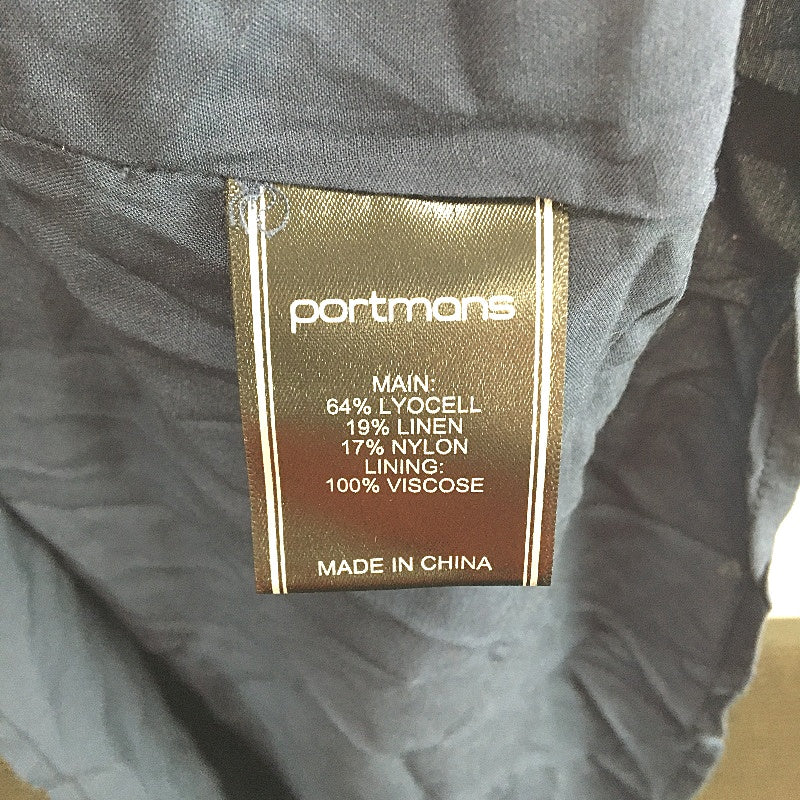 portmans
MAIN:
64% LYOCELL
19% LINEN
17% NYLON
LINING:
100% VISCOSE
MADE IN CHINA